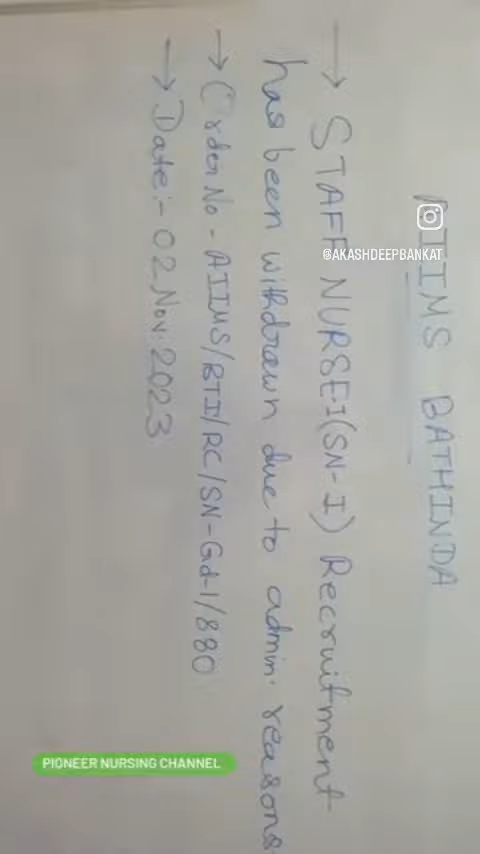 AIIMS BATHINDA
→ STAFF NURSE I (SN-I) Recruitment
has been withdrawn due to admin. reasons
→ Order No - AIIMS/BTI/RC/SN-Gd-1/880
→ Date:- 02 Nov. 2023
@AKASHDEEPBANKAT
PIONEER NURSING CHANNEL